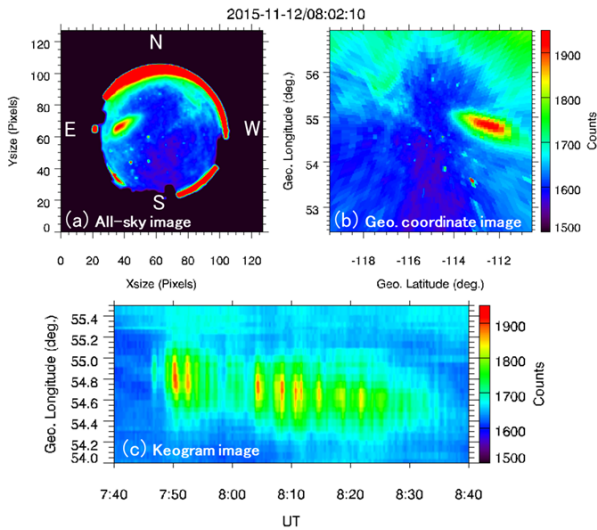 2015-11-12/08:02:10
120
100
80
60
40
20
0
Ysize (Pixels)
N
E
W
S
(a) All-sky image
0 20 40 60 80 100 120
Xsize (Pixels)
56
55
54
53
Geo. Longitude (deg.)
(b) Geo. coordinate image
-118 -116 -114 -112
Geo. Latitude (deg.)
1900
1800
1700
1600
1500
Counts
55.4
55.2
55.0
54.8
54.6
54.4
54.2
54.0
Geo. Longitude (deg.)
(c) Keogram image
7:40 7:50 8:00 8:10 8:20 8:30 8:40
UT
1900
1800
1700
1600
1500
Counts